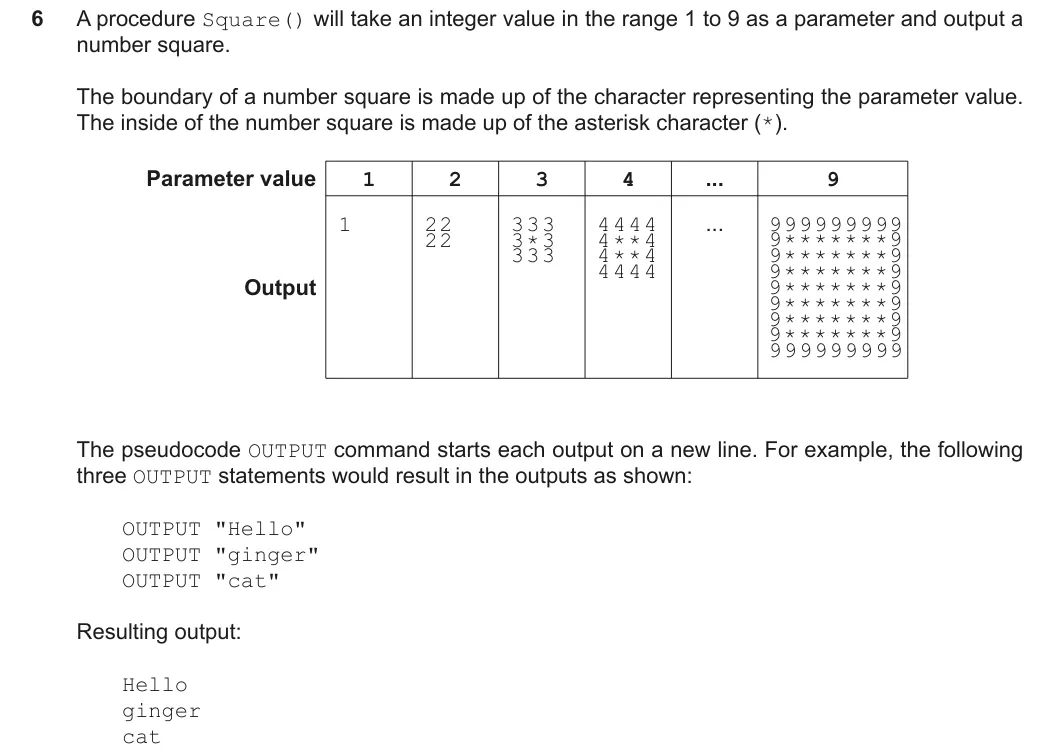 6 A procedure Square() will take an integer value in the range 1 to 9 as a parameter and output a
number square.
The boundary of a number square is made up of the character representing the parameter value.
The inside of the number square is made up of the asterisk character (*).
Parameter value 1 2 3 4 ... 9
Output
1
22
22
333
3*3
333
4444
4**4
4**4
4444
...
999999999
9*******9
9*******9
9*******9
9*******9
9*******9
9*******9
9*******9
999999999
The pseudocode OUTPUT command starts each output on a new line. For example, the following
three OUTPUT statements would result in the outputs as shown:
OUTPUT "Hello"
OUTPUT "ginger"
OUTPUT "cat"
Resulting output:
Hello
ginger
cat